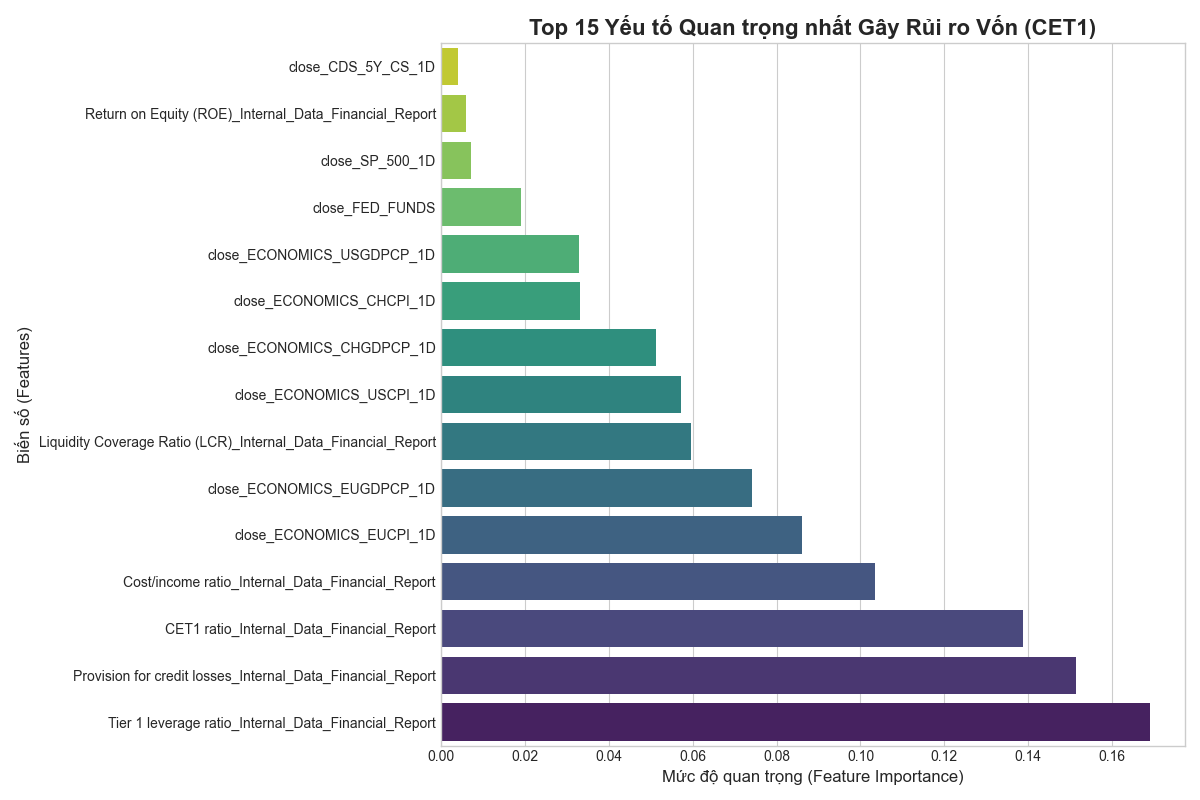 Top 15 Yếu tố Quan trọng nhất Gây Rủi ro Vốn (CET1)
Biến số (Features)
close_CDS_5Y_CS_1D
Return on Equity (ROE)_Internal_Data_Financial_Report
close_SP_500_1D
close_FED_FUNDS
close_ECONOMICS_USGDPCP_1D
close_ECONOMICS_CHCPI_1D
close_ECONOMICS_CHGDPCP_1D
close_ECONOMICS_USCPI_1D
Liquidity Coverage Ratio (LCR)_Internal_Data_Financial_Report
close_ECONOMICS_EUGDPCP_1D
close_ECONOMICS_EUCPI_1D
Cost/income ratio_Internal_Data_Financial_Report
CET1 ratio_Internal_Data_Financial_Report
Provision for credit losses_Internal_Data_Financial_Report
Tier 1 leverage ratio_Internal_Data_Financial_Report
0.00 0.02 0.04 0.06 0.08 0.10 0.12 0.14 0.16
Mức độ quan trọng (Feature Importance)